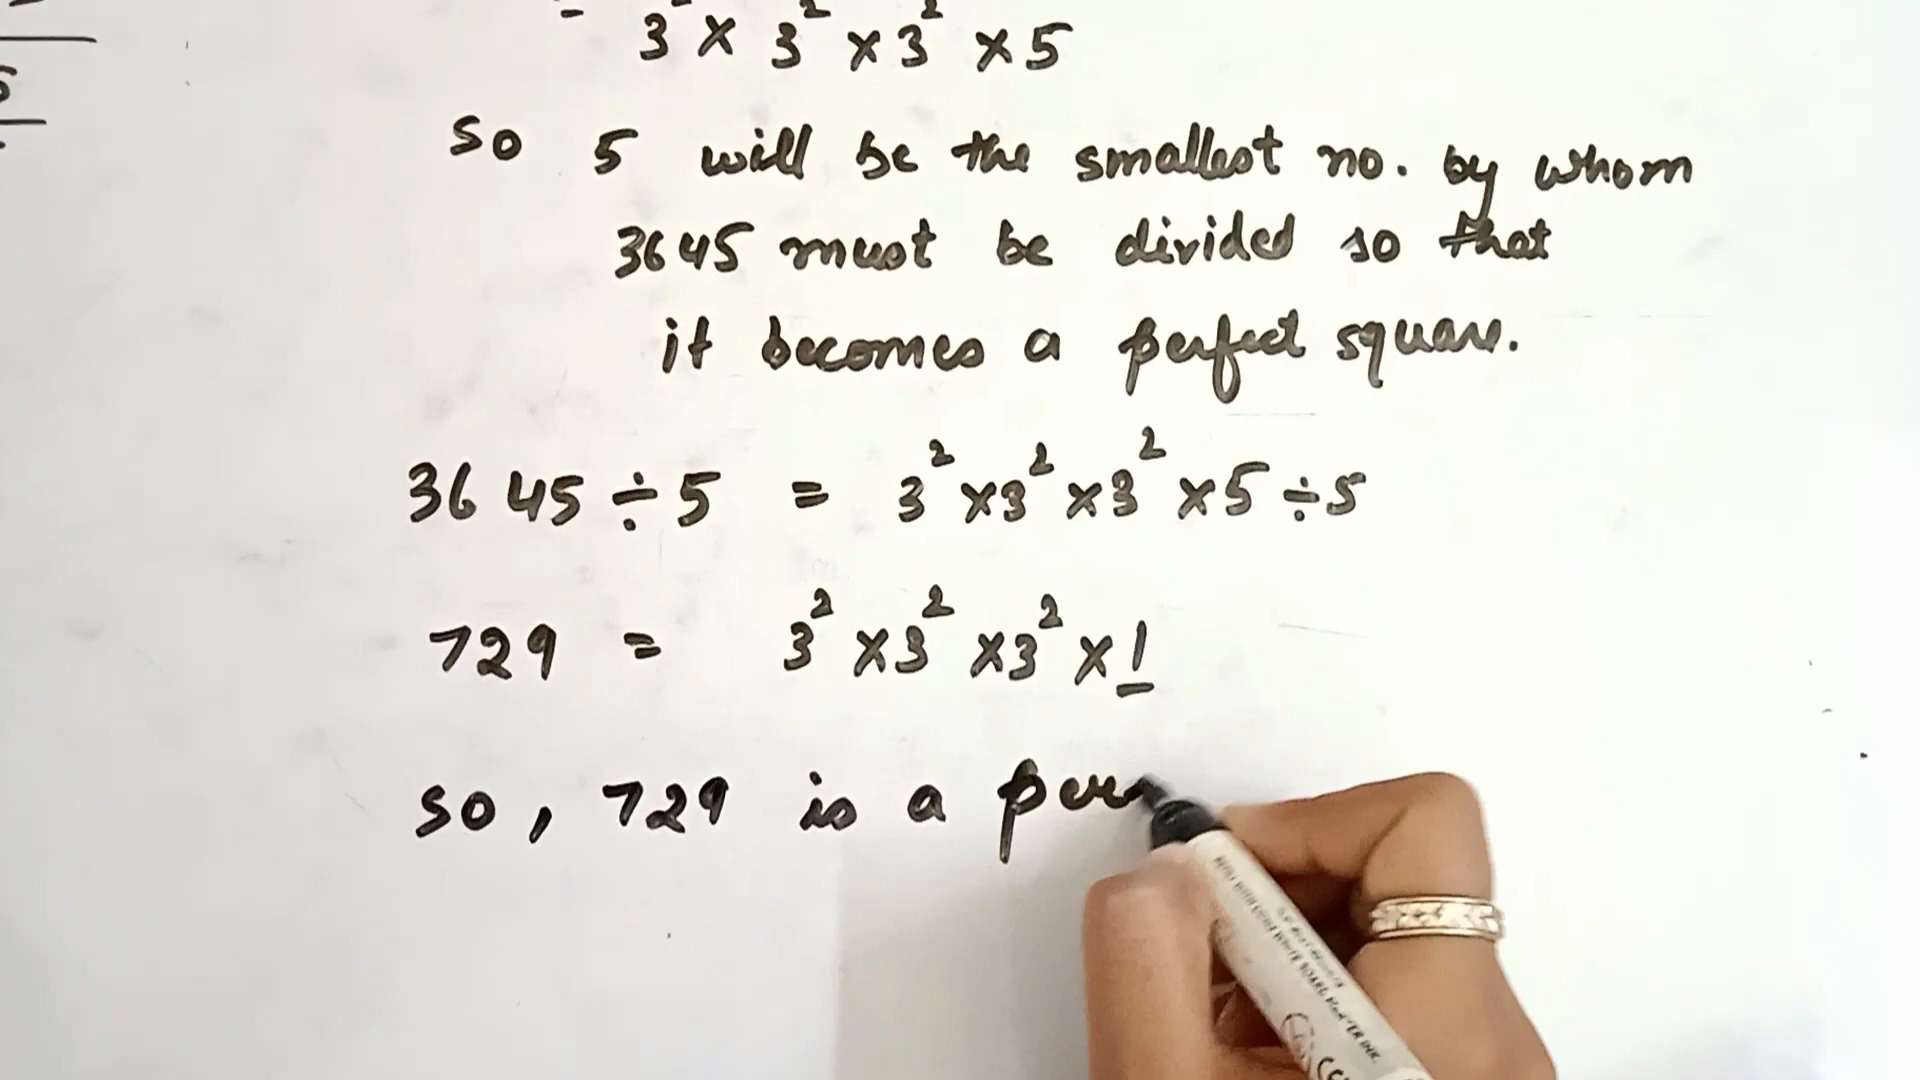 = 3² × 3² × 3² × 5
So 5 will be the smallest no. by whom
3645 must be divided so that
it becomes a perfect square.
3645 ÷ 5 = 3² × 3² × 3² × 5 ÷ 5
729 = 3² × 3² × 3² × 1
So, 729 is a per